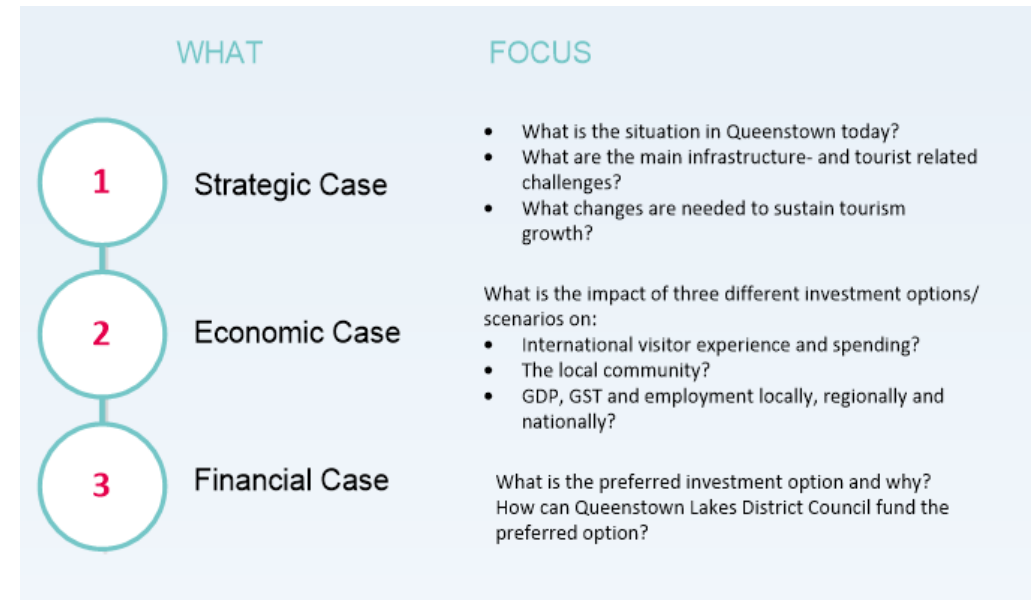 WHAT FOCUS
1 Strategic Case
• What is the situation in Queenstown today?
• What are the main infrastructure- and tourist related
challenges?
• What changes are needed to sustain tourism
growth?
2 Economic Case
What is the impact of three different investment options/
scenarios on:
• International visitor experience and spending?
• The local community?
• GDP, GST and employment locally, regionally and
nationally?
3 Financial Case
What is the preferred investment option and why?
How can Queenstown Lakes District Council fund the
preferred option?